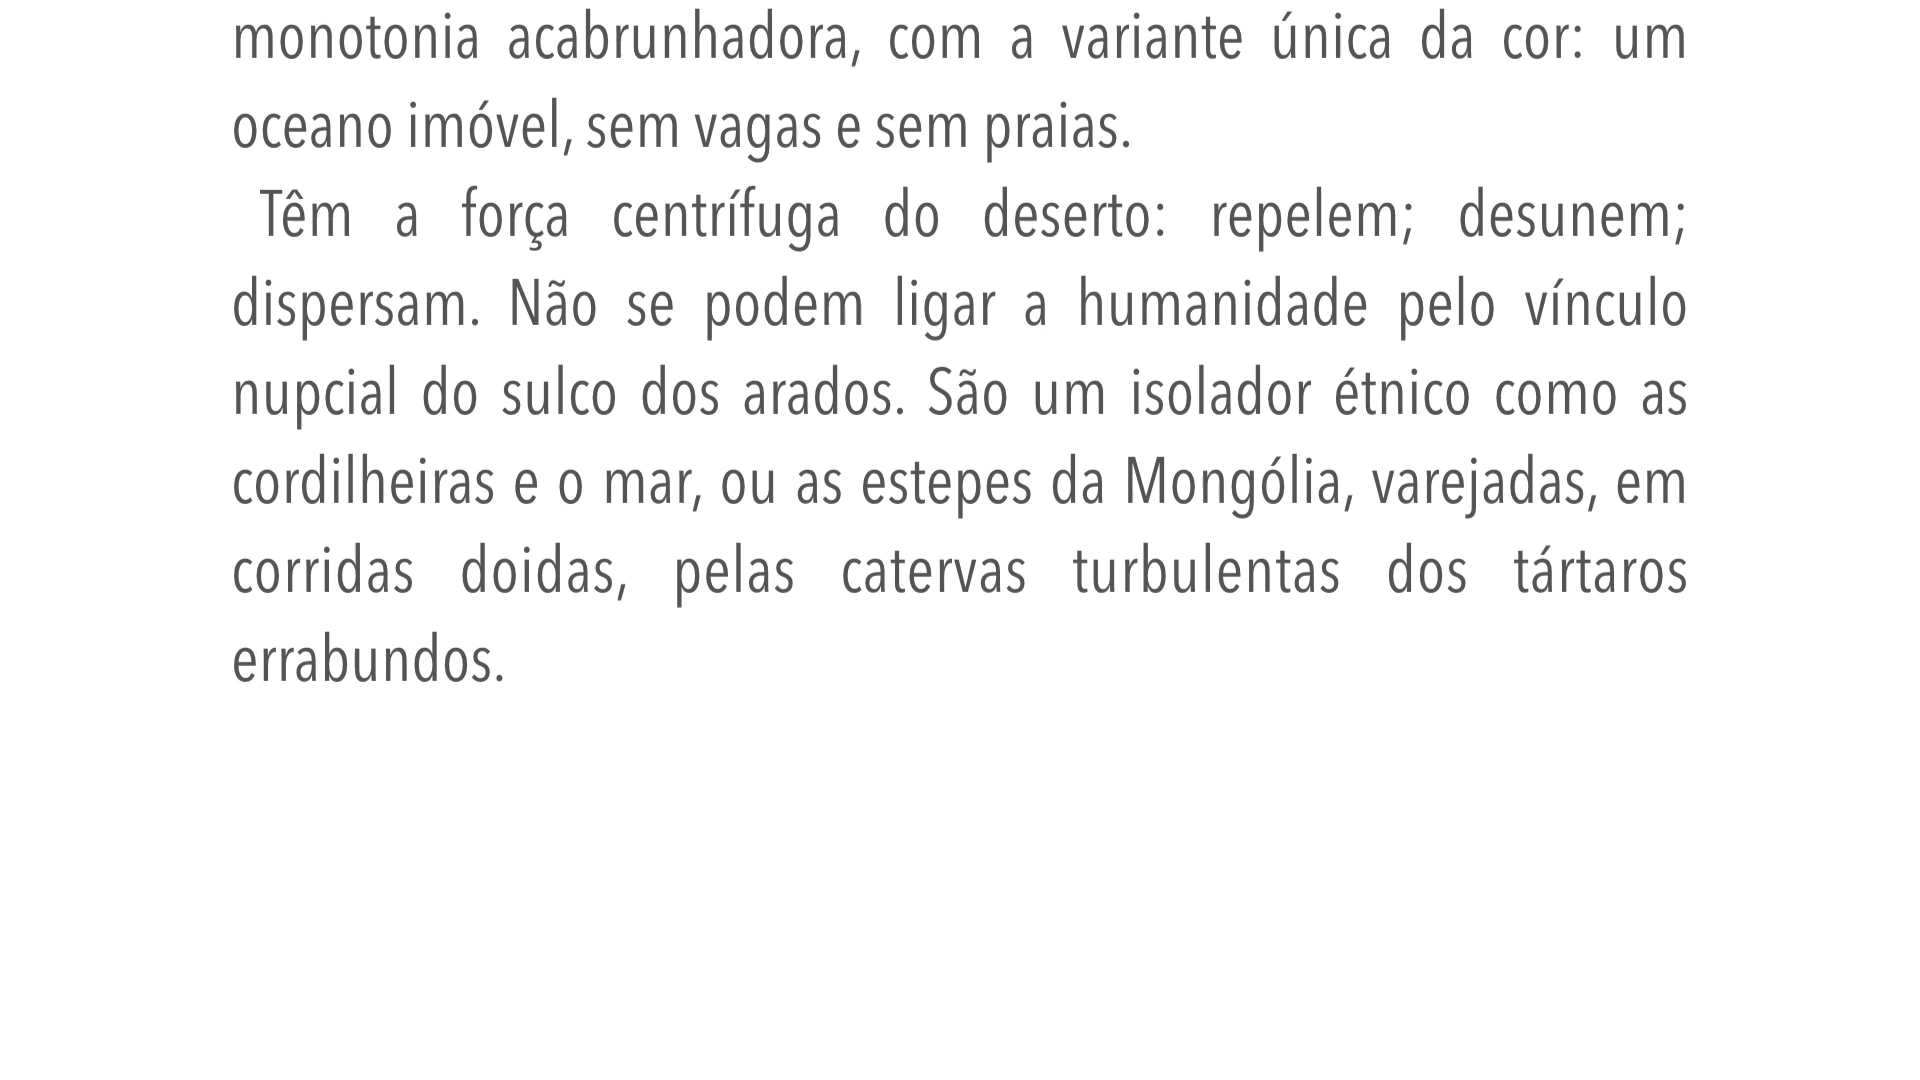 monotonia acabrunhadora, com a variante única da cor: um
oceano imóvel, sem vagas e sem praias.
Têm a força centrífuga do deserto: repelem; desunem;
dispersam. Não se podem ligar a humanidade pelo vínculo
nupcial do sulco dos arados. São um isolador étnico como as
cordilheiras e o mar, ou as estepes da Mongólia, varejadas, em
corridas doidas, pelas catervas turbulentas dos tártaros
errabundos.